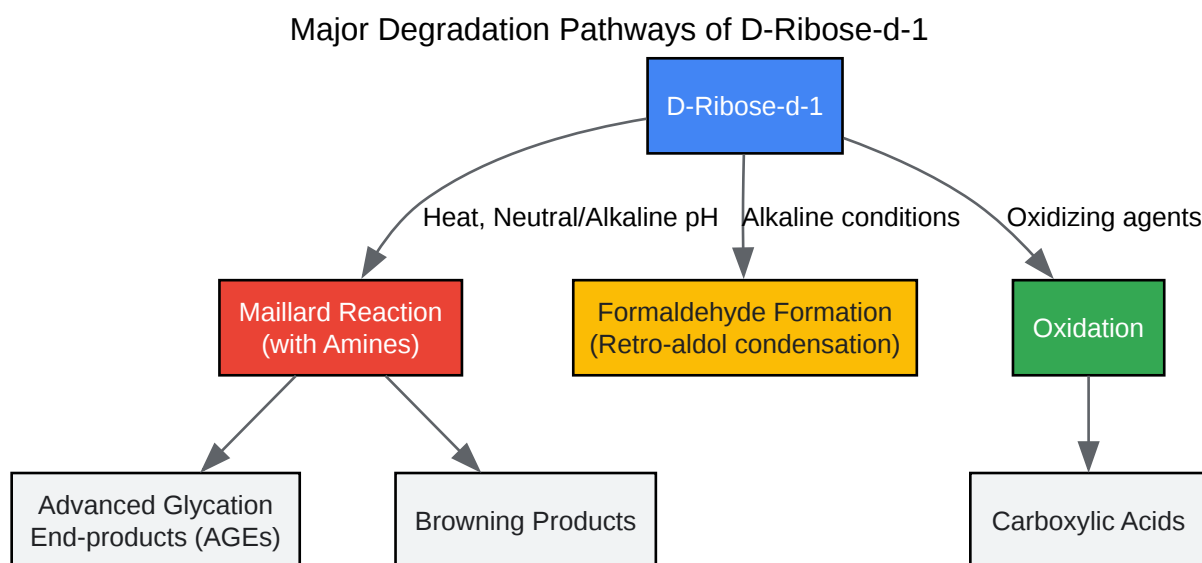 Major Degradation Pathways of D-Ribose-d-1
D-Ribose-d-1
Heat, Neutral/Alkaline pH
Alkaline conditions
Oxidizing agents
Maillard Reaction
(with Amines)
Formaldehyde Formation
(Retro-aldol condensation)
Oxidation
Advanced Glycation
End-products (AGEs)
Browning Products
Carboxylic Acids